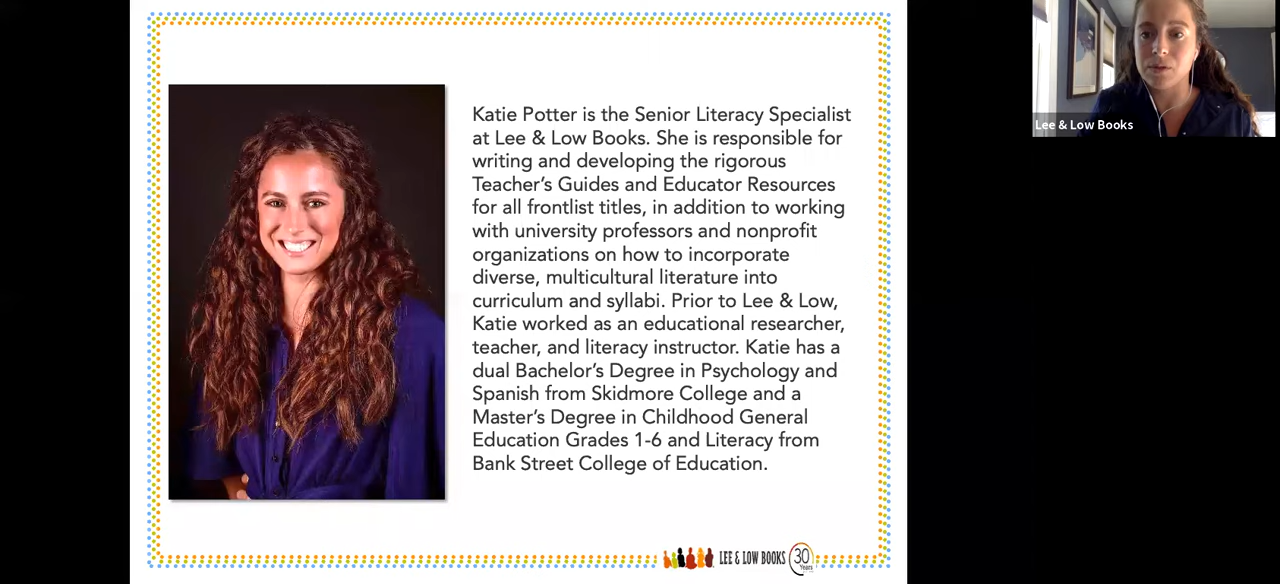 Katie Potter is the Senior Literacy Specialist
at Lee & Low Books. She is responsible for
writing and developing the rigorous
Teacher's Guides and Educator Resources
for all frontlist titles, in addition to working
with university professors and nonprofit
organizations on how to incorporate
diverse, multicultural literature into
curriculum and syllabi. Prior to Lee & Low,
Katie worked as an educational researcher,
teacher, and literacy instructor. Katie has a
dual Bachelor's Degree in Psychology and
Spanish from Skidmore College and a
Master's Degree in Childhood General
Education Grades 1-6 and Literacy from
Bank Street College of Education.
LEE & LOW BOOKS
30
Years
Lee & Low Books